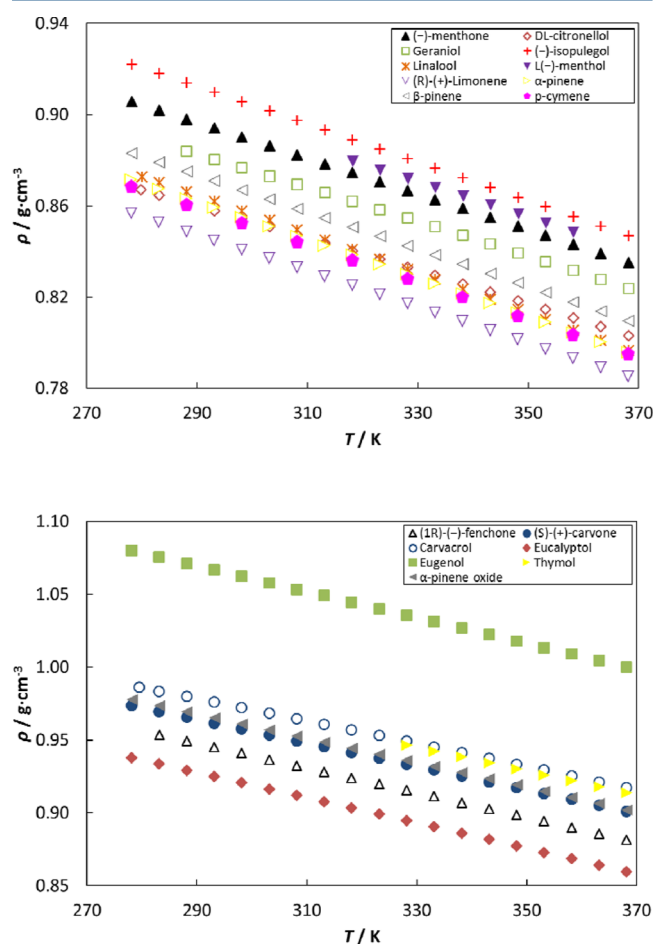 0.94
0.90
0.86
0.82
0.78
ρ / g·cm⁻³
(−)-menthone DL-citronellol
Geraniol (−)-isopulegol
Linalool L(−)-menthol
(R)-(+)-Limonene α-pinene
β-pinene p-cymene
270 290 310 330 350 370
T / K
1.10
1.05
1.00
0.95
0.90
0.85
ρ / g·cm⁻³
(1R)-(−)-fenchone (S)-(+)-carvone
Carvacrol Eucalyptol
Eugenol Thymol
α-pinene oxide
270 290 310 330 350 370
T / K